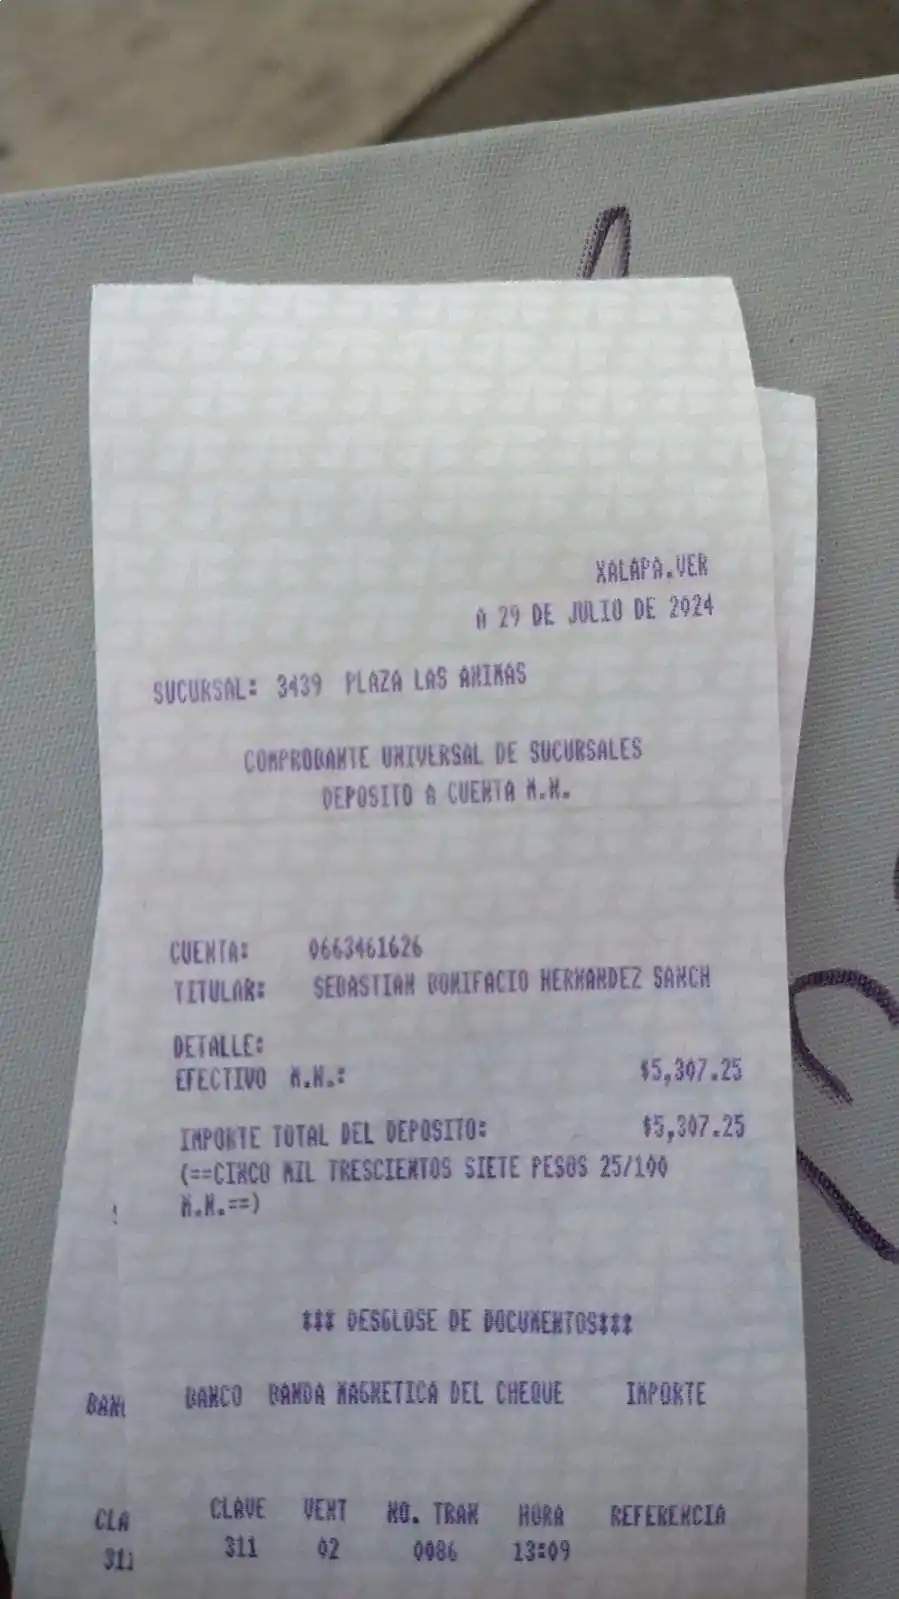 XALAPA.VER
A 29 DE JULIO DE 2024
SUCURSAL: 3439 PLAZA LAS ANIMAS
COMPROBANTE UNIVERSAL DE SUCURSALES
DEPOSITO A CUENTA M.N.
CUENTA: 0663461626
TITULAR: SEBASTIAN BONIFACIO HERNANDEZ SANCH
DETALLE:
EFECTIVO M.N.: $5,307.25
IMPORTE TOTAL DEL DEPOSITO: $5,307.25
(==CINCO MIL TRESCIENTOS SIETE PESOS 25/100
M.N.==)
*** DESGLOSE DE DOCUMENTOS***
BANCO BANDA MAGNETICA DEL CHEQUE IMPORTE
CLAVE VENT NO. TRAN HORA REFERENCIA
311 02 0086 13:09